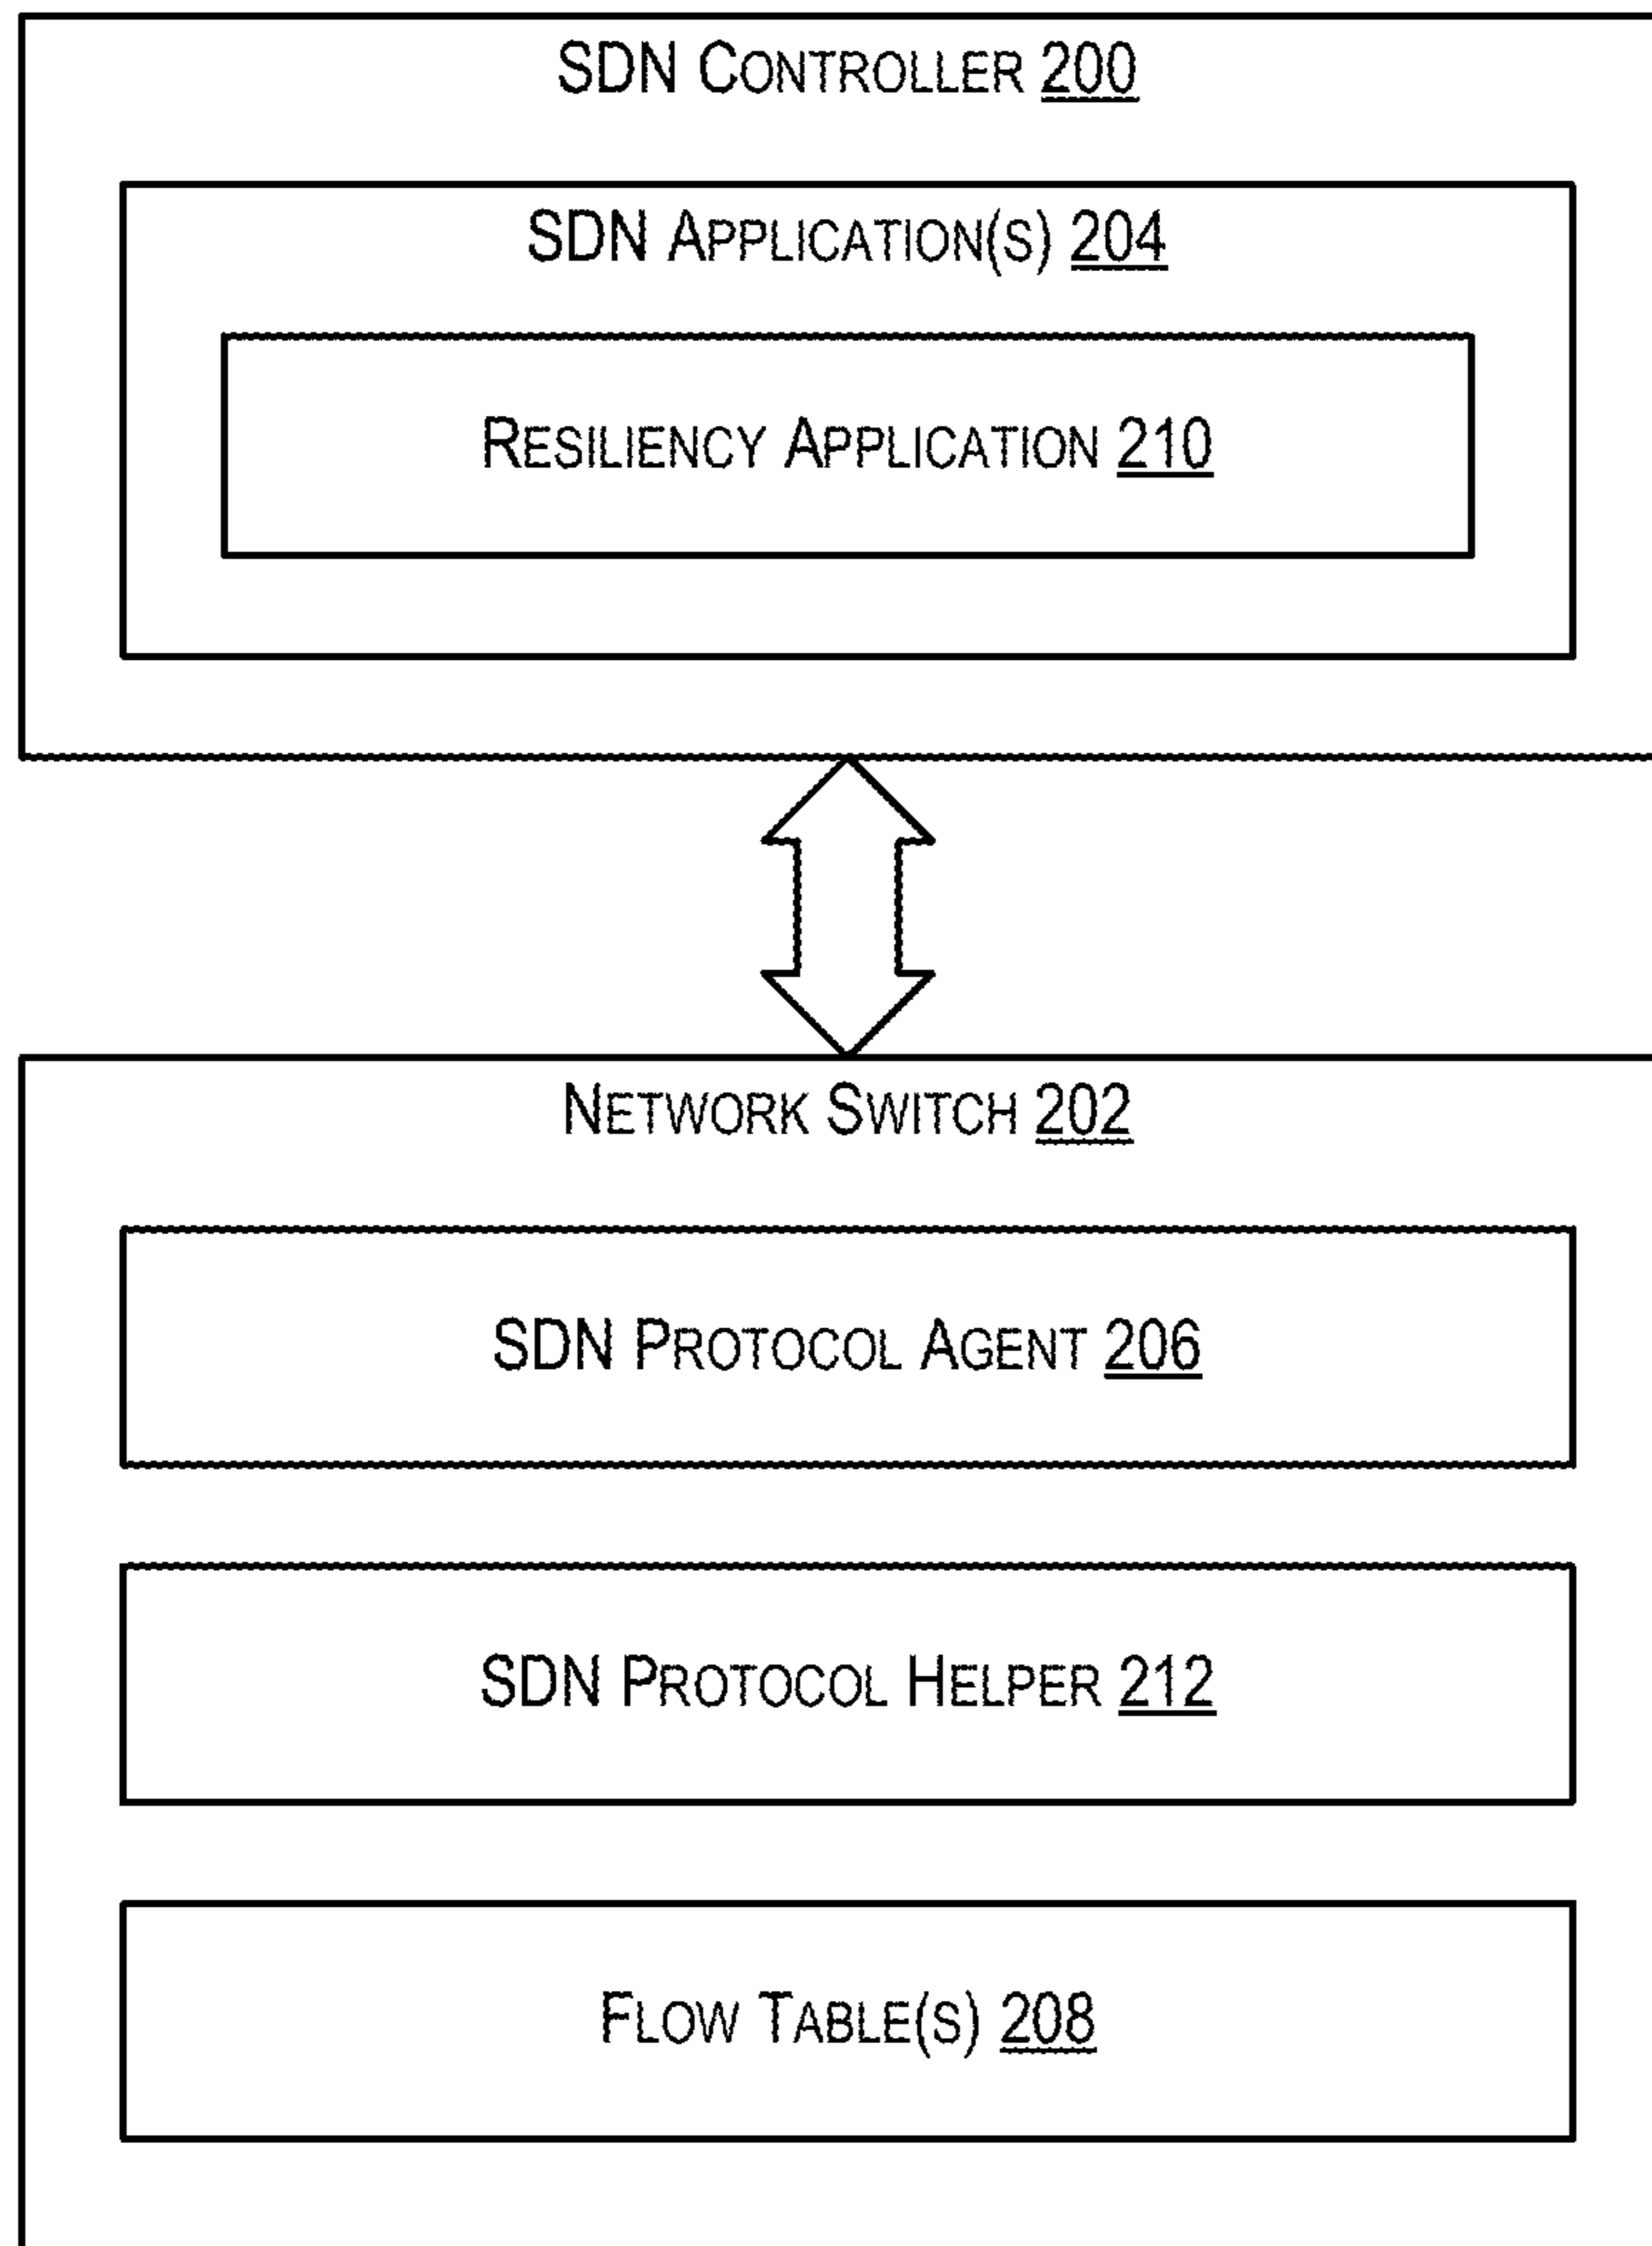 SDN CONTROLLER 200
SDN APPLICATION(S) 204
RESILIENCY APPLICATION 210
NETWORK SWITCH 202
SDN PROTOCOL AGENT 206
SDN PROTOCOL HELPER 212
FLOW TABLE(S) 208